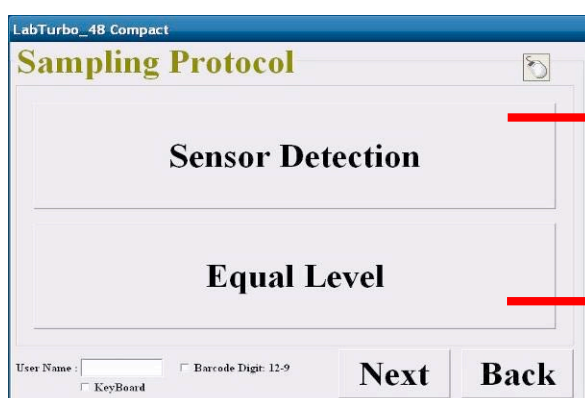 LabTurbo_48 Compact
Sampling Protocol
Sensor Detection
Equal Level
User Name :
Barcode Digit: 12-9
KeyBoard
Next
Back